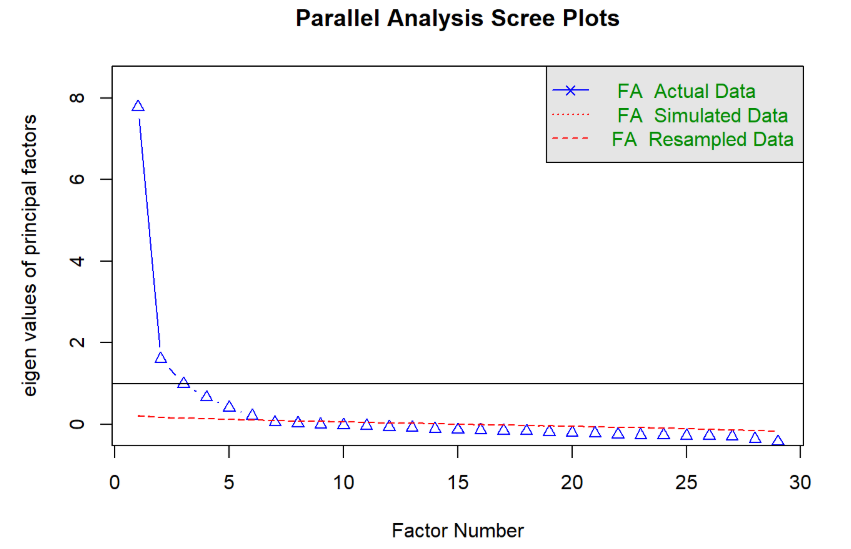 Parallel Analysis Scree Plots
eigen values of principal factors
8
6
4
2
0
FA Actual Data
FA Simulated Data
FA Resampled Data
0 5 10 15 20 25 30
Factor Number